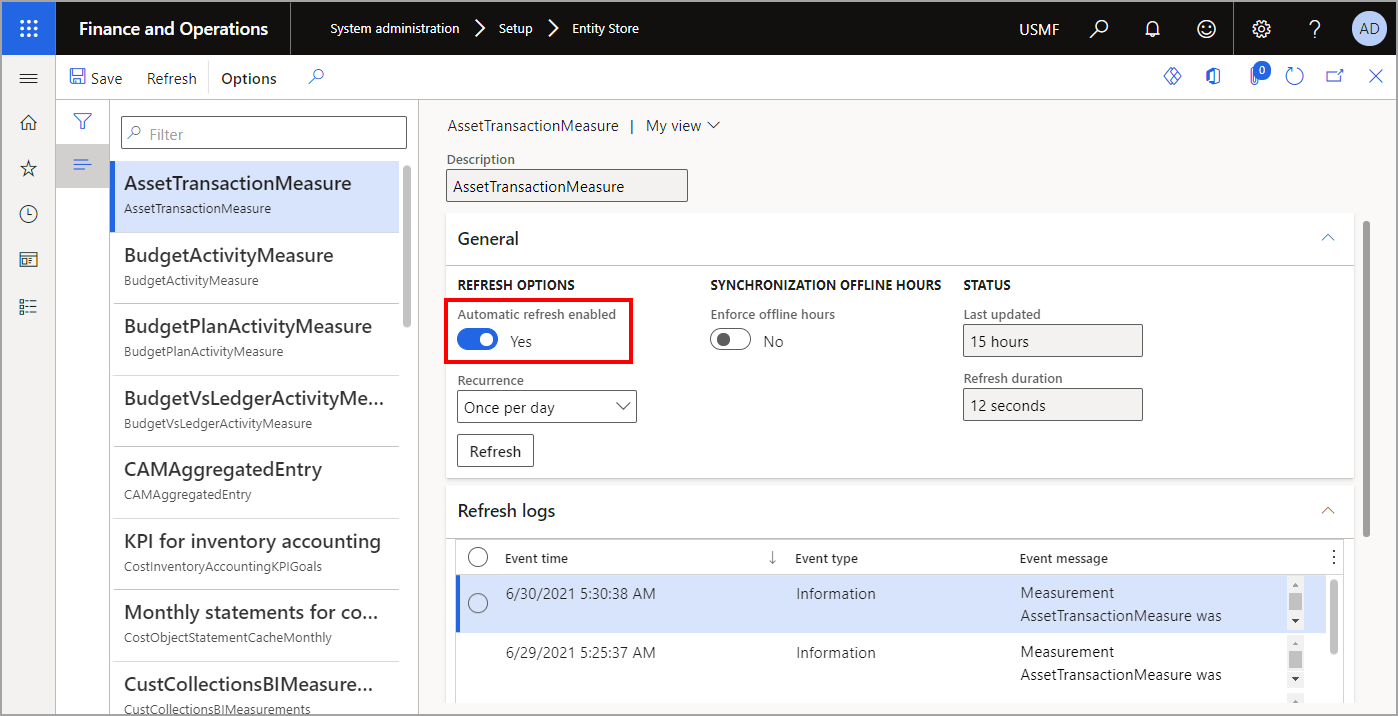 Finance and Operations
System administration
Setup
Entity Store
USMF
?
AD
Save
Refresh
Options
0
Filter
AssetTransactionMeasure
AssetTransactionMeasure
BudgetActivityMeasure
BudgetActivityMeasure
BudgetPlanActivityMeasure
BudgetPlanActivityMeasure
BudgetVsLedgerActivityMe...
BudgetVsLedgerActivityMeasure
CAMAggregatedEntry
CAMAggregatedEntry
KPI for inventory accounting
CostInventoryAccountingKPIGoals
Monthly statements for co...
CostObjectStatementCacheMonthly
CustCollectionsBIMeasure...
CustCollectionsBIMeasurements
AssetTransactionMeasure | My view
Description
AssetTransactionMeasure
General
REFRESH OPTIONS
Automatic refresh enabled
Yes
Recurrence
Once per day
Refresh
SYNCHRONIZATION OFFLINE HOURS
Enforce offline hours
No
STATUS
Last updated
15 hours
Refresh duration
12 seconds
Refresh logs
Event time
Event type
Event message
6/30/2021 5:30:38 AM
Information
Measurement
AssetTransactionMeasure was
6/29/2021 5:25:37 AM
Information
Measurement
AssetTransactionMeasure was